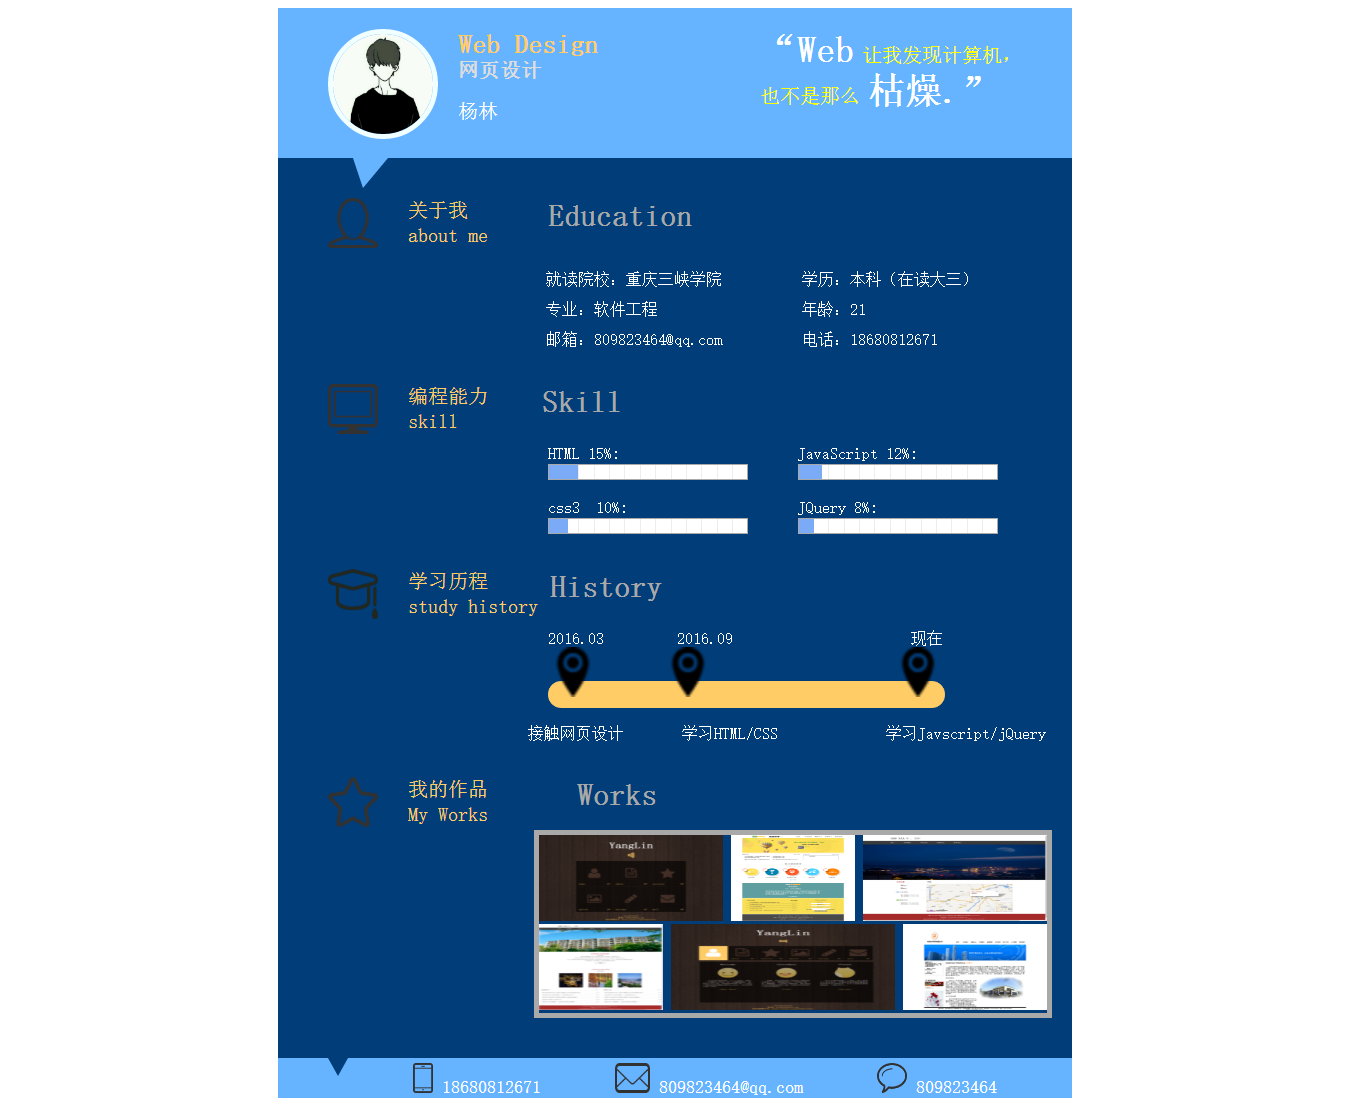 Web Design
网页设计
杨林
“Web 让我发现计算机，
也不是那么 枯燥.”
关于我
about me
Education
就读院校：重庆三峡学院
学历：本科（在读大三）
专业：软件工程
年龄：21
邮箱：809823464@qq.com
电话：18680812671
编程能力
skill
Skill
HTML 15%:
JavaScript 12%:
css3 10%:
JQuery 8%:
学习历程
study history
History
2016.03
2016.09
现在
接触网页设计
学习HTML/CSS
学习Javscript/jQuery
我的作品
My Works
Works
YangLin
YangLin
18680812671
809823464@qq.com
809823464